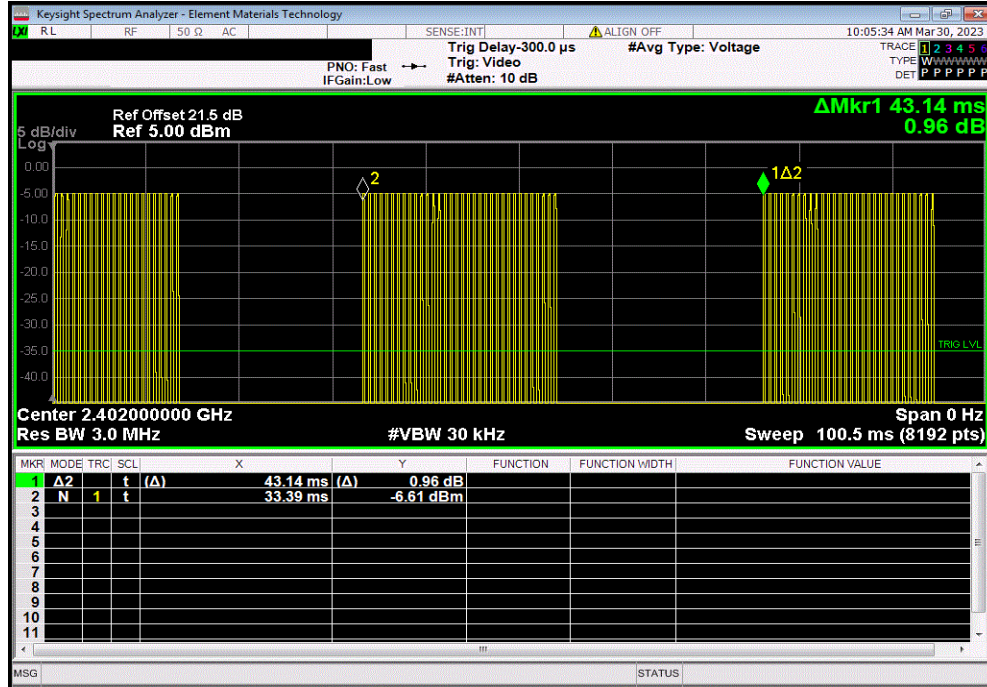 Keysight Spectrum Analyzer - Element Materials Technology
LXI RL RF 50 Ω AC SENSE:INT ALIGN OFF 10:05:34 AM Mar 30, 2023
Trig Delay-300.0 µs #Avg Type: Voltage TRACE 1 2 3 4 5 6
PNO: Fast Trig: Video TYPE WWWWWW
IFGain:Low #Atten: 10 dB DET P P P P P P
ΔMkr1 43.14 ms
0.96 dB
Ref Offset 21.5 dB
5 dB/div Ref 5.00 dBm
Log
0.00
2
1Δ2
-5.00
-10.0
-15.0
-20.0
-25.0
-30.0
-35.0
TRIG LVL
-40.0
Center 2.402000000 GHz Span 0 Hz
Res BW 3.0 MHz #VBW 30 kHz Sweep 100.5 ms (8192 pts)
MKR MODE TRC SCL X Y FUNCTION FUNCTION WIDTH FUNCTION VALUE
1 Δ2 t (Δ) 43.14 ms (Δ) 0.96 dB
2 N 1 t 33.39 ms -6.61 dBm
3
4
5
6
7
8
9
10
11
MSG STATUS